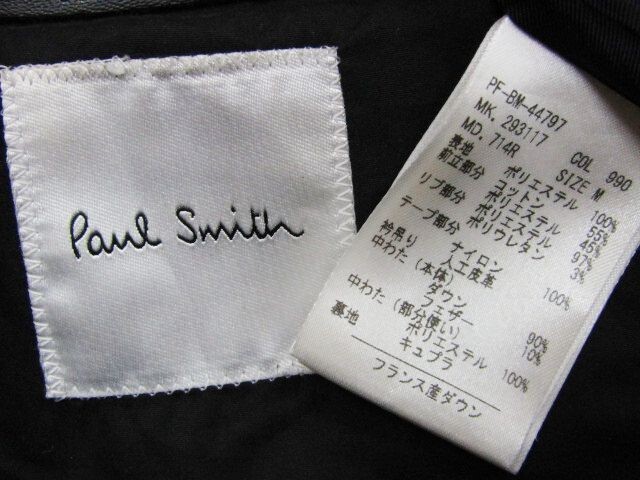 Paul Smith
PF-BM-44797
MK. 293117 COL 990
MD. 714R SIZE M
表地 ポリエステル 100%
前立部分 コットン 55%
ポリエステル 45%
リブ部分 ポリエステル 97%
ポリウレタン 3%
テープ部分 ナイロン 100%
衿吊り 人工皮革
中わた(本体) ダウン 90%
フェザー 10%
中わた(部分使い) ポリエステル 100%
裏地 キュプラ
フランス産ダウン